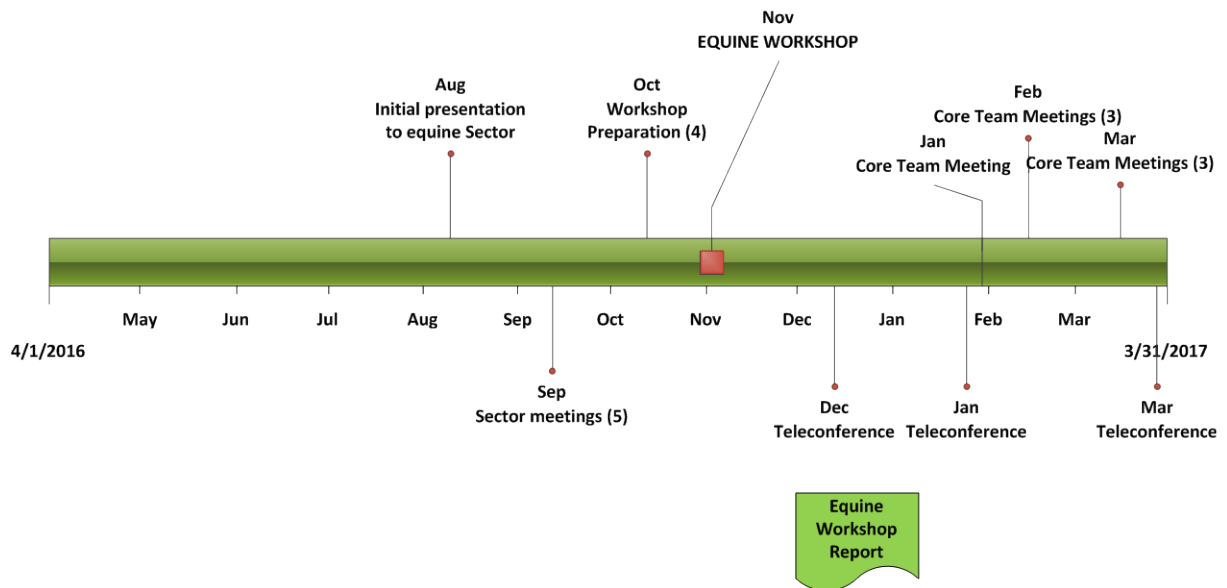 Nov
EQUINE WORKSHOP
Aug
Initial presentation
to equine Sector
Oct
Workshop
Preparation (4)
Feb
Core Team Meetings (3)
Jan
Core Team Meeting
Mar
Core Team Meetings (3)
May
Jun
Jul
Aug
Sep
Oct
Nov
Dec
Jan
Feb
Mar
4/1/2016
3/31/2017
Sep
Sector meetings (5)
Dec
Teleconference
Jan
Teleconference
Mar
Teleconference
Equine
Workshop
Report